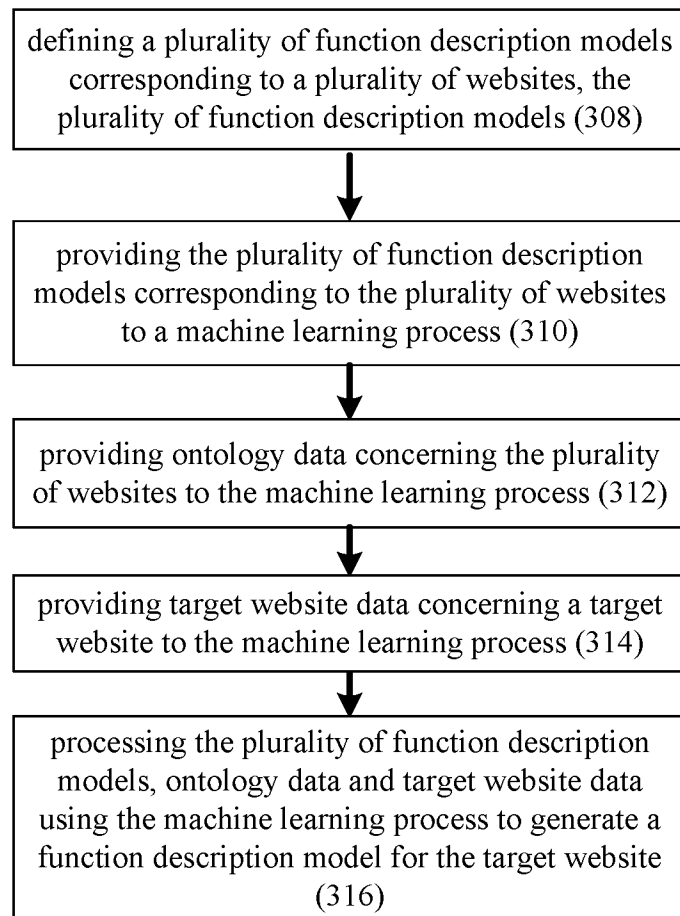 defining a plurality of function description models
corresponding to a plurality of websites, the
plurality of function description models (308)
providing the plurality of function description
models corresponding to the plurality of websites
to a machine learning process (310)
providing ontology data concerning the plurality
of websites to the machine learning process (312)
providing target website data concerning a target
website to the machine learning process (314)
processing the plurality of function description
models, ontology data and target website data
using the machine learning process to generate a
function description model for the target website
(316)